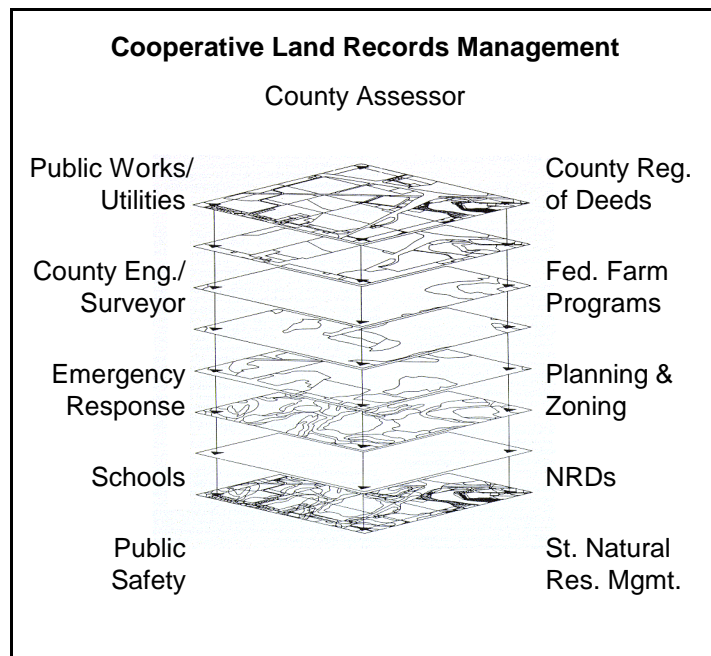 Cooperative Land Records Management
County Assessor
Public Works/
Utilities
County Reg.
of Deeds
County Eng./
Surveyor
Fed. Farm
Programs
Emergency
Response
Planning &
Zoning
Schools
NRDs
Public
Safety
St. Natural
Res. Mgmt.